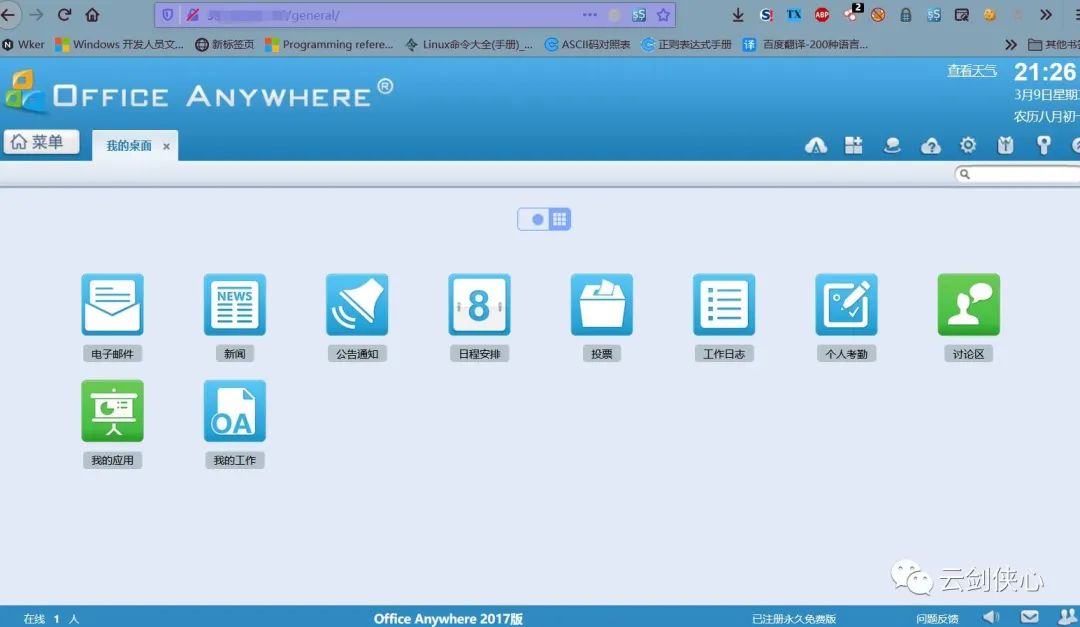 /general/
Wker
Windows 开发人员文...
新标签页
Programming refere...
Linux命令大全(手册)_...
ASCII码对照表
正则表达式手册
译 百度翻译-200种语言...
其他书
OFFICE ANYWHERE®
查看天气
21:26
3月9日星期
农历八月初一
菜单
我的桌面
NEWS
8
电子邮件
新闻
公告通知
日程安排
投票
工作日志
个人考勤
讨论区
OA
我的应用
我的工作
云剑侠心
在线 1 人
Office Anywhere 2017版
已注册永久免费版
问题反馈